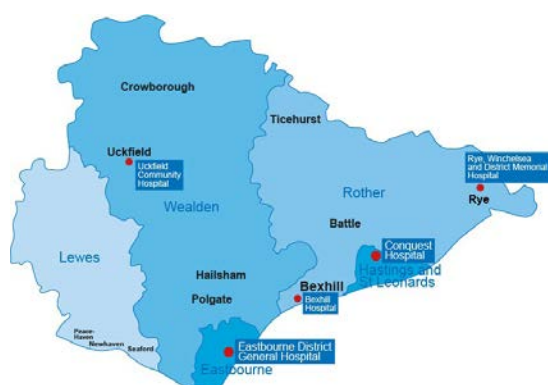 Crowborough
Ticehurst
Uckfield
Uckfield
Community
Hospital
Rye, Winchelsea
and District Memorial
Hospital
Rother
Rye
Wealden
Battle
Lewes
Conquest
Hospital
Hailsham
Hastings and
St Leonards
Polgate
Bexhill
Bexhill
Hospital
Peace-
Haven
Newhaven
Seaford
Eastbourne District
General Hospital
Eastbourne